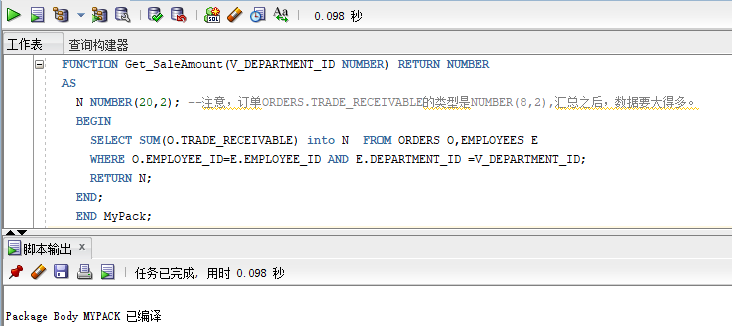 0.098 秒
工作表 查询构建器
FUNCTION Get_SaleAmount(V_DEPARTMENT_ID NUMBER) RETURN NUMBER
AS
N NUMBER(20,2); --注意，订单ORDERS.TRADE_RECEIVABLE的类型是NUMBER(8,2),汇总之后，数据要大得多。
BEGIN
SELECT SUM(O.TRADE_RECEIVABLE) into N  FROM ORDERS O,EMPLOYEES E
WHERE O.EMPLOYEE_ID=E.EMPLOYEE_ID AND E.DEPARTMENT_ID =V_DEPARTMENT_ID;
RETURN N;
END;
END MyPack;
脚本输出 x
任务已完成, 用时 0.098 秒
Package Body MYPACK 已编译